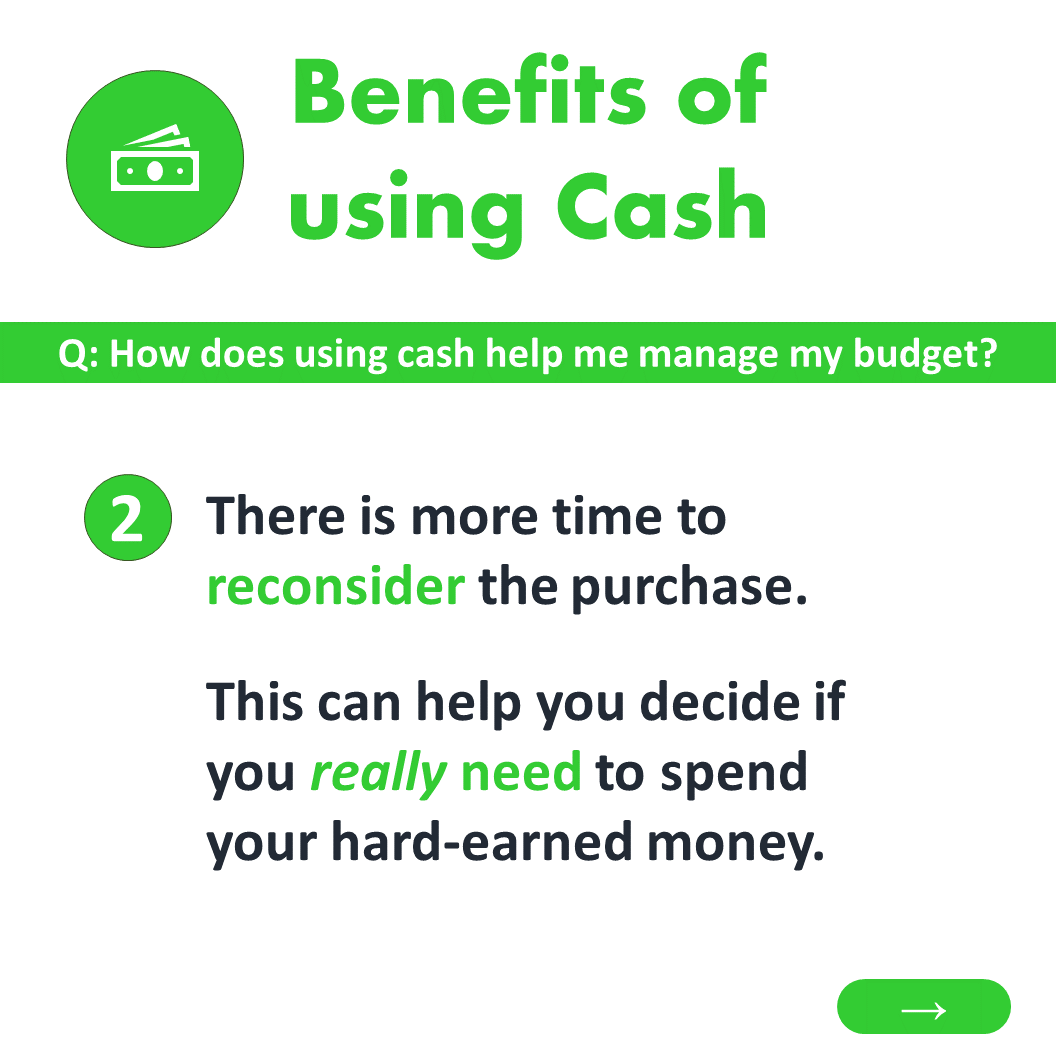 Benefits of
using Cash
Q: How does using cash help me manage my budget?
2
There is more time to
reconsider the purchase.
This can help you decide if
you really need to spend
your hard-earned money.
→